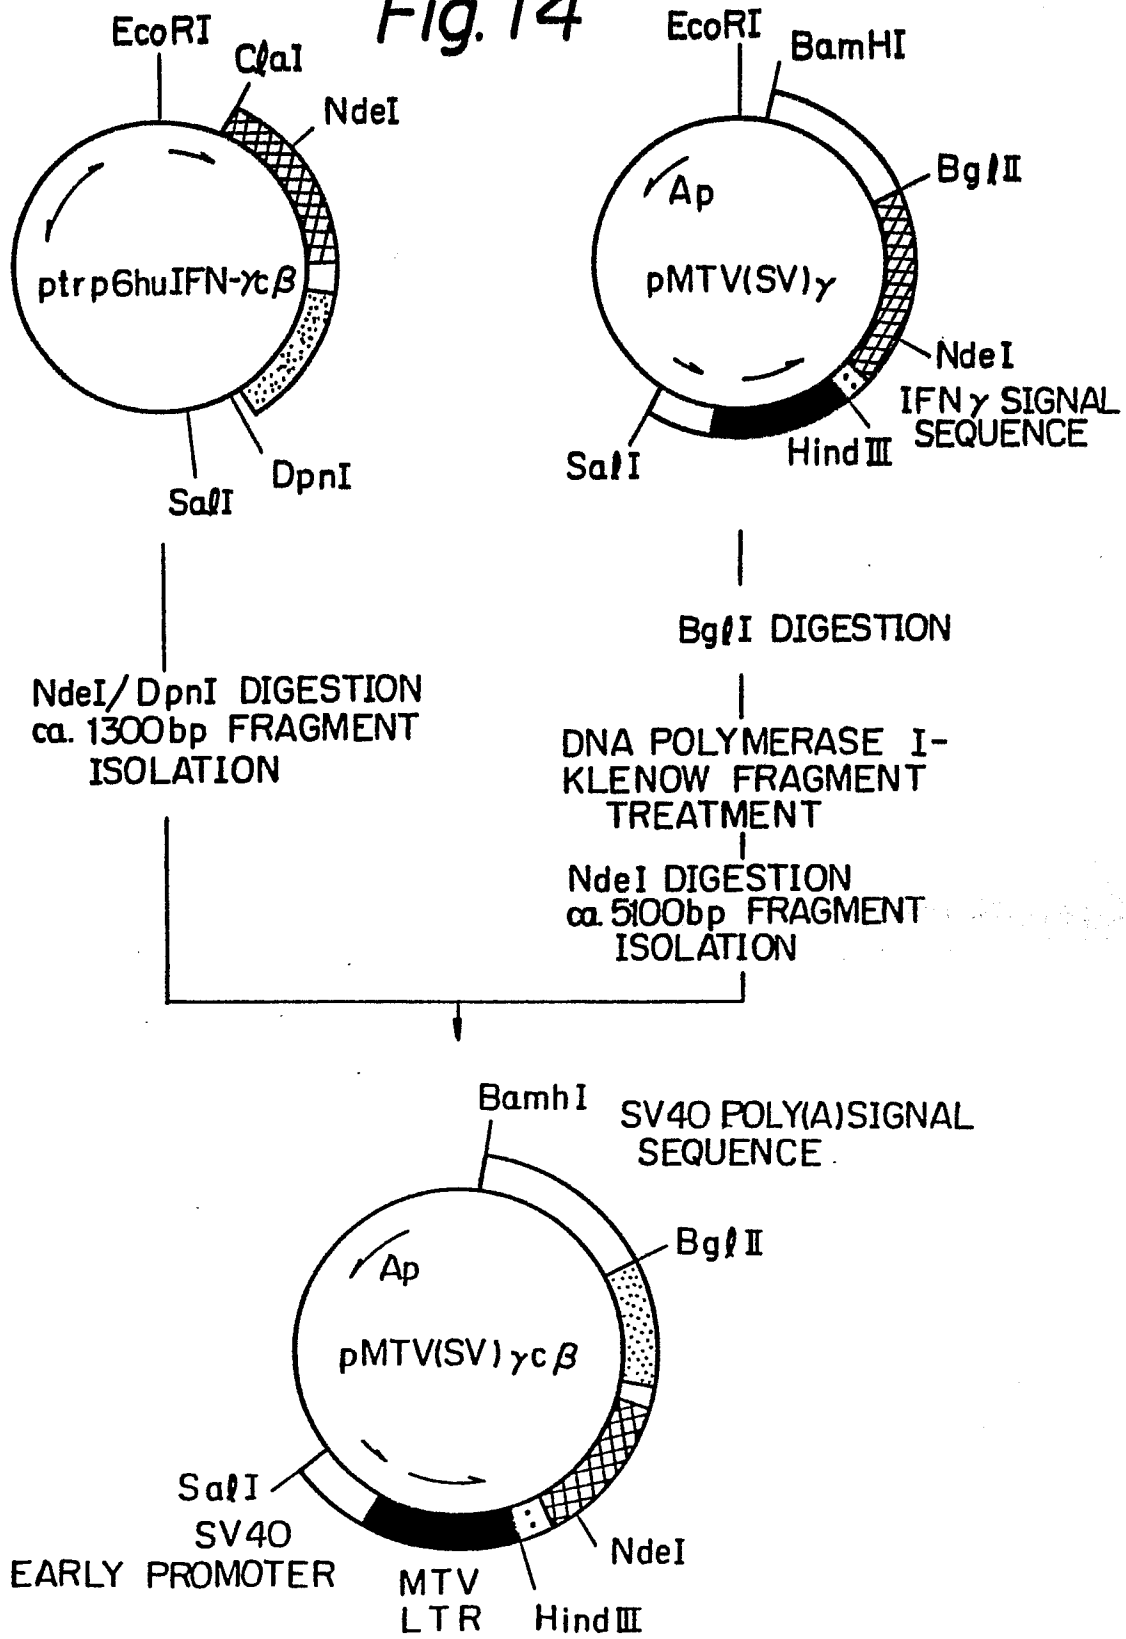 Fig. 14
EcoRI
ClaI
NdeI
ptrp6huIFN-γcβ
DpnI
SalI
EcoRI
BamHI
BglII
Ap
pMTV(SV)γ
NdeI
IFNγ SIGNAL
SEQUENCE
HindIII
SalI
NdeI/DpnI DIGESTION
ca. 1300bp FRAGMENT
ISOLATION
BglI DIGESTION
DNA POLYMERASE I-
KLENOW FRAGMENT
TREATMENT
NdeI DIGESTION
ca 5100bp FRAGMENT
ISOLATION
BamhI
SV40 POLY(A)SIGNAL
SEQUENCE
BglII
Ap
pMTV(SV)γcβ
SalI
SV40
EARLY PROMOTER
MTV
LTR
HindIII
NdeI